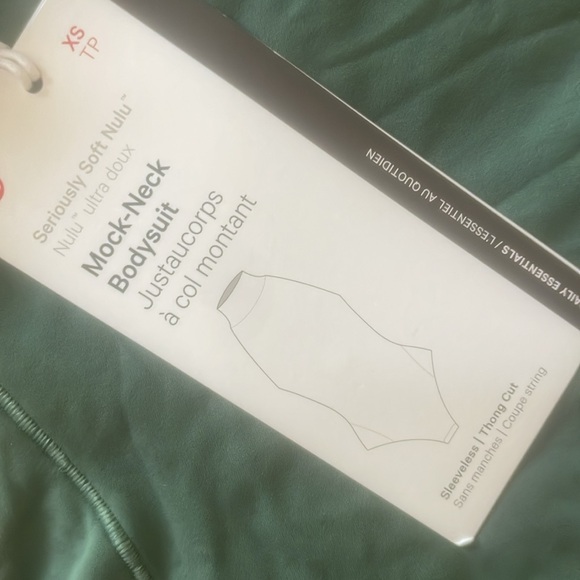 XS
TP
Seriously Soft Nulu™
Nulu™ ultra doux
Mock-Neck
Bodysuit
Justaucorps
à col montant
AILY ESSENTIALS / L'ESSENTIEL AU QUOTIDIEN
Sleeveless | Thong Cut
Sans manches | Coupe string